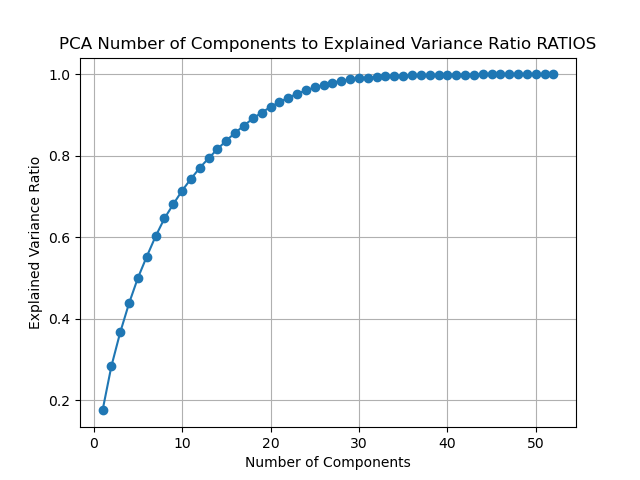 PCA Number of Components to Explained Variance Ratio RATIOS
1.0
0.8
0.6
0.4
0.2
Explained Variance Ratio
0 10 20 30 40 50
Number of Components